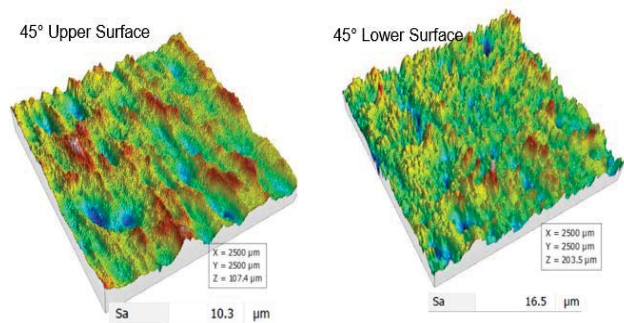 45° Upper Surface
X = 2500 µm
Y = 2500 µm
Z = 107.4 µm
Sa 10.3 µm
45° Lower Surface
X = 2500 µm
Y = 2500 µm
Z = 203.5 µm
Sa 16.5 µm